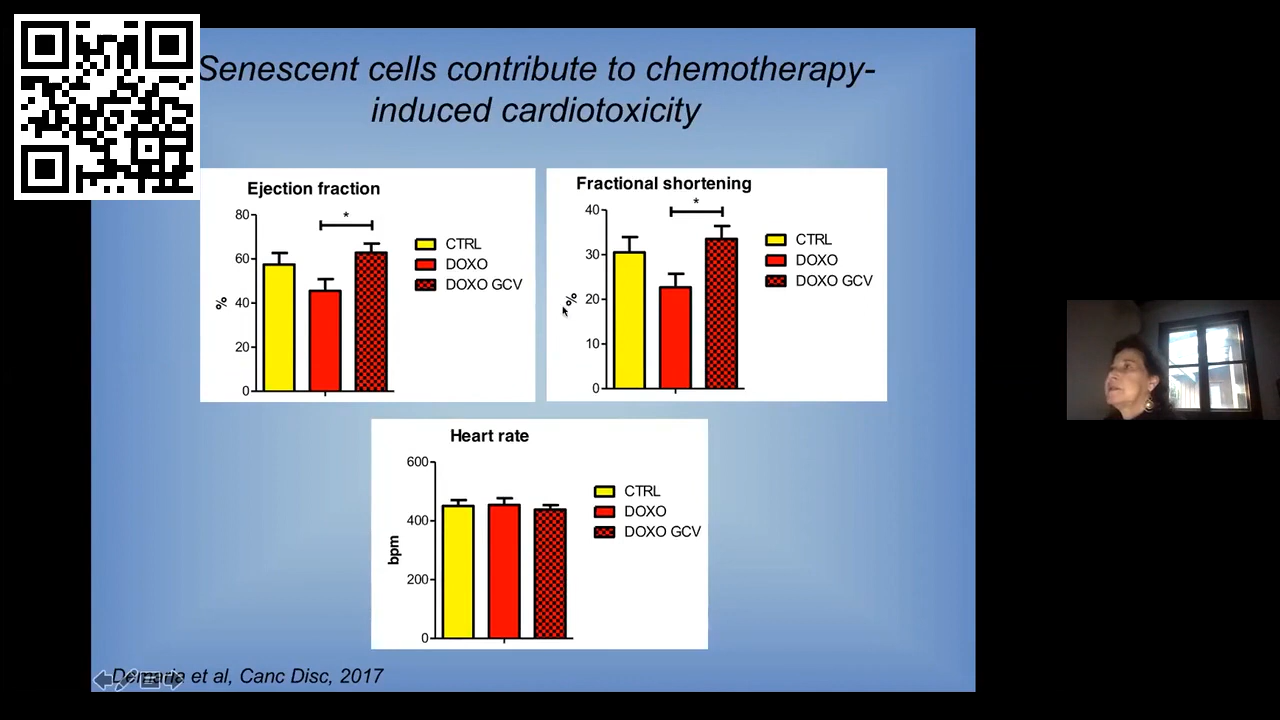 Senescent cells contribute to chemotherapy-
induced cardiotoxicity
Ejection fraction
80
60
40
20
0
%
*
CTRL
DOXO
DOXO GCV
Fractional shortening
40
30
20
10
0
%
*
CTRL
DOXO
DOXO GCV
Heart rate
600
400
200
0
bpm
CTRL
DOXO
DOXO GCV
Demaria et al, Canc Disc, 2017